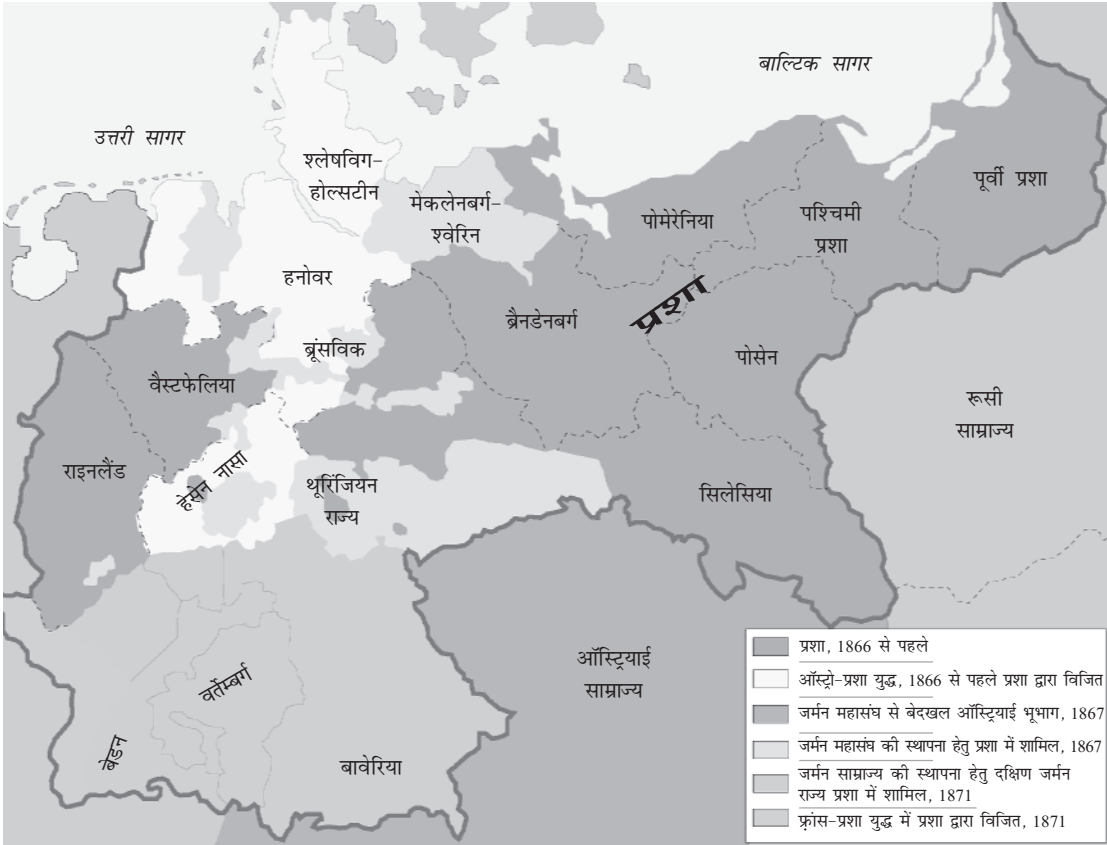 बाल्टिक सागर
उत्तरी सागर
श्लेषविग–
होल्सटीन
मेकलेनबर्ग–
श्वेरिन
पोमेरेनिया
पश्चिमी
प्रशा
पूर्वी प्रशा
हनोवर
प्रशा
ब्रैनडेनबर्ग
ब्रूंसविक
पोसेन
वैस्टफेलिया
रूसी
साम्राज्य
राइनलैंड
हेसेन नासा
थूरिंजियन
राज्य
सिलेसिया
ऑस्ट्रियाई
साम्राज्य
वर्तेम्बर्ग
बेडन
बावेरिया
प्रशा, 1866 से पहले
ऑस्ट्रो–प्रशा युद्ध, 1866 से पहले प्रशा द्वारा विजित
जर्मन महासंघ से बेदखल ऑस्ट्रियाई भूभाग, 1867
जर्मन महासंघ की स्थापना हेतु प्रशा में शामिल, 1867
जर्मन साम्राज्य की स्थापना हेतु दक्षिण जर्मन
राज्य प्रशा में शामिल, 1871
फ़्रांस–प्रशा युद्ध में प्रशा द्वारा विजित, 1871